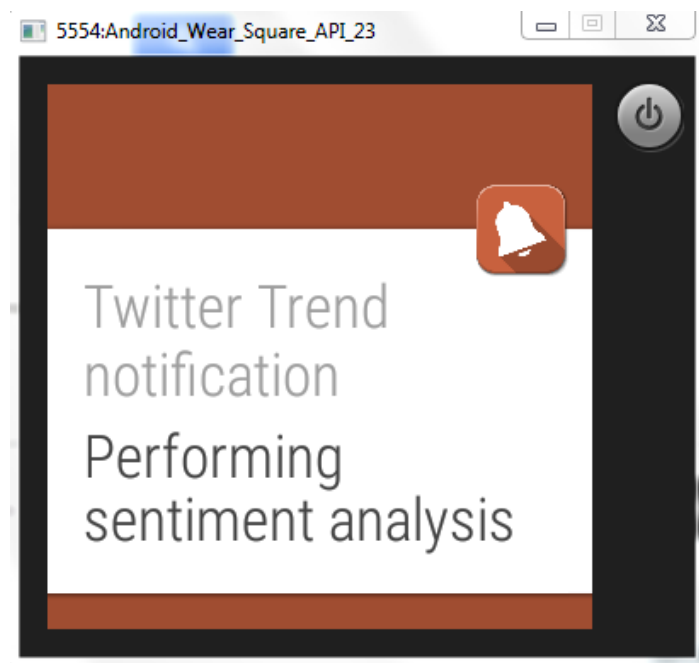 5554:Android_Wear_Square_API_23
Twitter Trend
notification
Performing
sentiment analysis